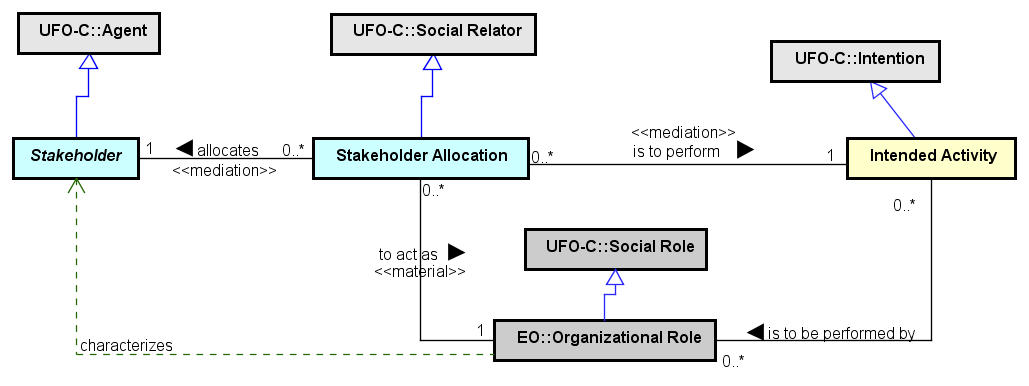 UFO-C::Agent
UFO-C::Social Relator
UFO-C::Intention
Stakeholder
1
allocates
0..*
<<mediation>>
Stakeholder Allocation
0..*
<<mediation>>
is to perform
1
Intended Activity
0..*
0..*
to act as
<<material>>
UFO-C::Social Role
1
EO::Organizational Role
is to be performed by
0..*
characterizes